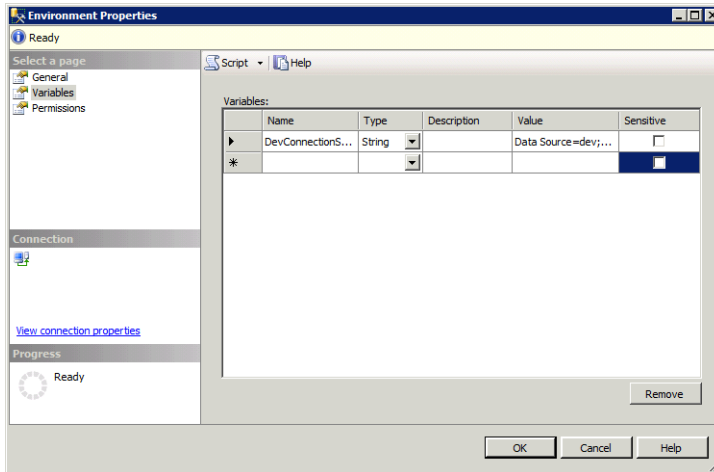 Environment Properties
Ready
Select a page
General
Variables
Permissions
Script Help
Variables:
Name Type Description Value Sensitive
DevConnectionS... String Data Source=dev;...
Connection
View connection properties
Progress
Ready
Remove
OK Cancel Help